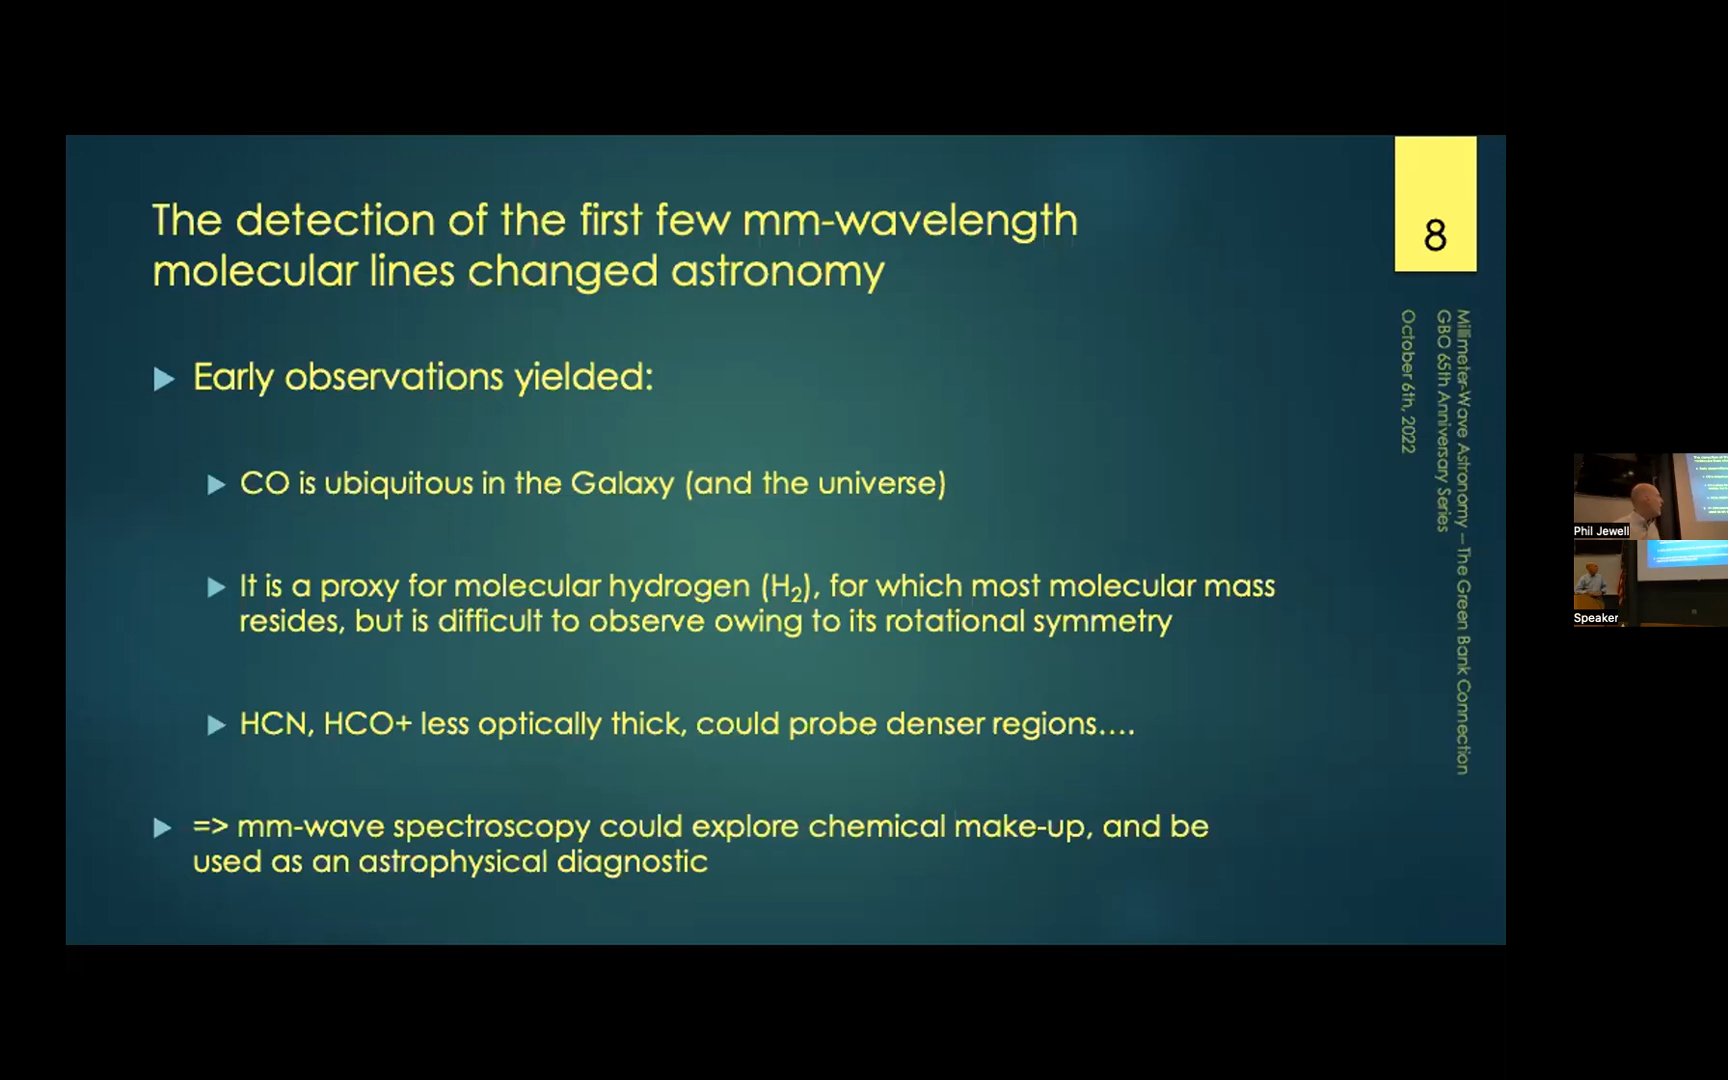 The detection of the first few mm-wavelength
molecular lines changed astronomy
8
Early observations yielded:
CO is ubiquitous in the Galaxy (and the universe)
It is a proxy for molecular hydrogen (H₂), for which most molecular mass
resides, but is difficult to observe owing to its rotational symmetry
HCN, HCO+ less optically thick, could probe denser regions....
=> mm-wave spectroscopy could explore chemical make-up, and be
used as an astrophysical diagnostic
Millimeter-Wave Astronomy – The Green Bank Connection
GBO 65th Anniversary Series
October 6th, 2022
Phil Jewell
Speaker